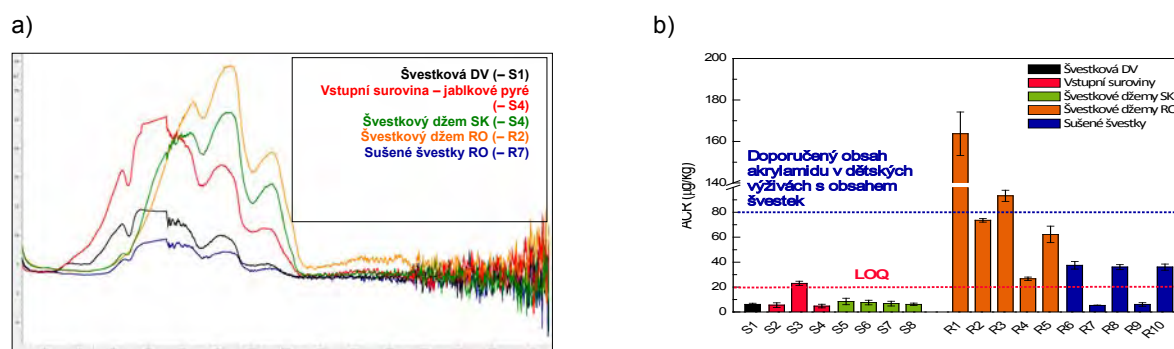 a)
Švestková DV (– S1)
Vstupní surovina – jablkové pyré
(– S4)
Švestkový džem SK (– S4)
Švestkový džem RO (– R2)
Sušené švestky RO (– R7)
b)
200
180
160
140
80
60
40
20
0
ACR (µg/kg)
Švestková DV
Vstupní suroviny
Švestkové džemy SK
Švestkové džemy RO
Sušené švestky
Doporučený obsah
akrylamidu v dětských
výživách s obsahem
švestek
LOQ
S1 S2 S3 S4 S5 S6 S7 S8 R1 R2 R3 R4 R5 R6 R7 R8 R9 R10